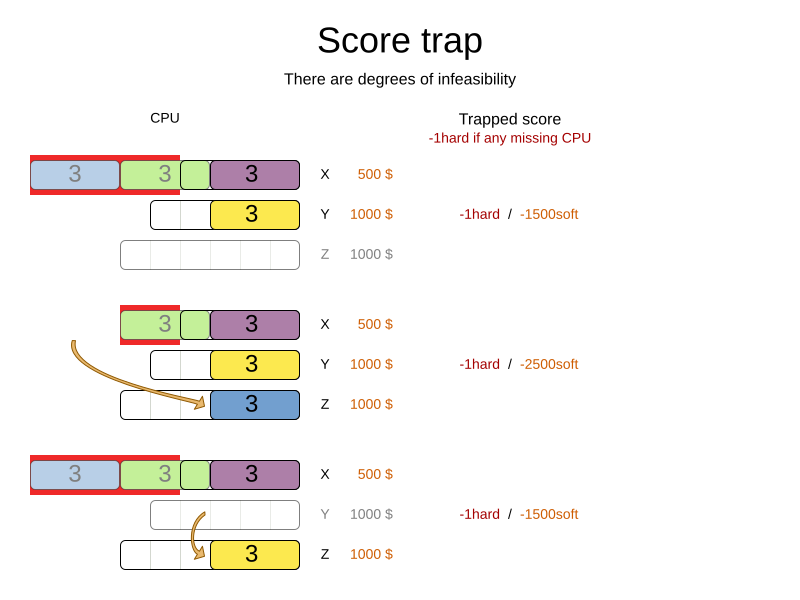 Score trap
There are degrees of infeasibility
CPU
Trapped score
-1hard if any missing CPU
3 3 3 X 500 $
3 Y 1000 $ -1hard / -1500soft
Z 1000 $
3 3 X 500 $
3 Y 1000 $ -1hard / -2500soft
3 Z 1000 $
3 3 3 X 500 $
Y 1000 $ -1hard / -1500soft
3 Z 1000 $